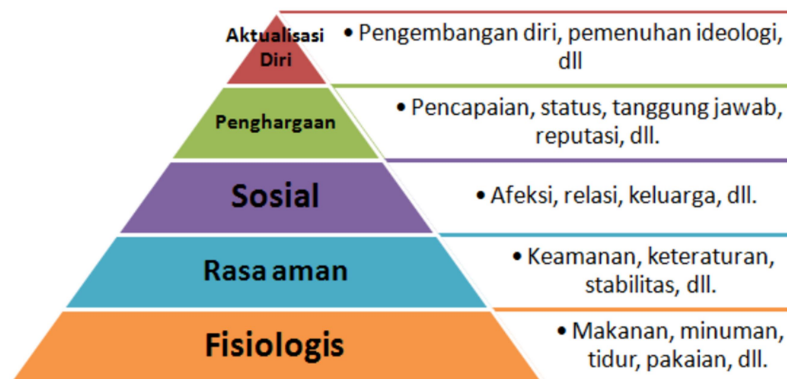 Aktualisasi
Diri
• Pengembangan diri, pemenuhan ideologi,
dll
Penghargaan
• Pencapaian, status, tanggung jawab,
reputasi, dll.
Sosial
• Afeksi, relasi, keluarga, dll.
Rasa aman
• Keamanan, keteraturan,
stabilitas, dll.
Fisiologis
• Makanan, minuman,
tidur, pakaian, dll.